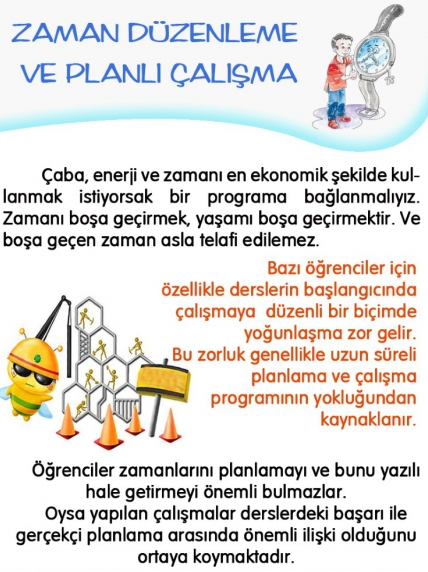 ZAMAN DÜZENLEME
VE PLANLI ÇALIŞMA
Çaba, enerji ve zamanı en ekonomik şekilde kul-
lanmak istiyorsak bir programa bağlanmalıyız.
Zamanı boşa geçirmek, yaşamı boşa geçirmektir. Ve
boşa geçen zaman asla telafi edilemez.
Bazı öğrenciler için
özellikle derslerin başlangıcında
çalışmaya düzenli bir biçimde
yoğunlaşma zor gelir.
Bu zorluk genellikle uzun süreli
planlama ve çalışma
programının yokluğundan
kaynaklanır.
Öğrenciler zamanlarını planlamayı ve bunu yazılı
hale getirmeyi önemli bulmazlar.
Oysa yapılan çalışmalar derslerdeki başarı ile
gerçekçi planlama arasında önemli ilişki olduğunu
ortaya koymaktadır.